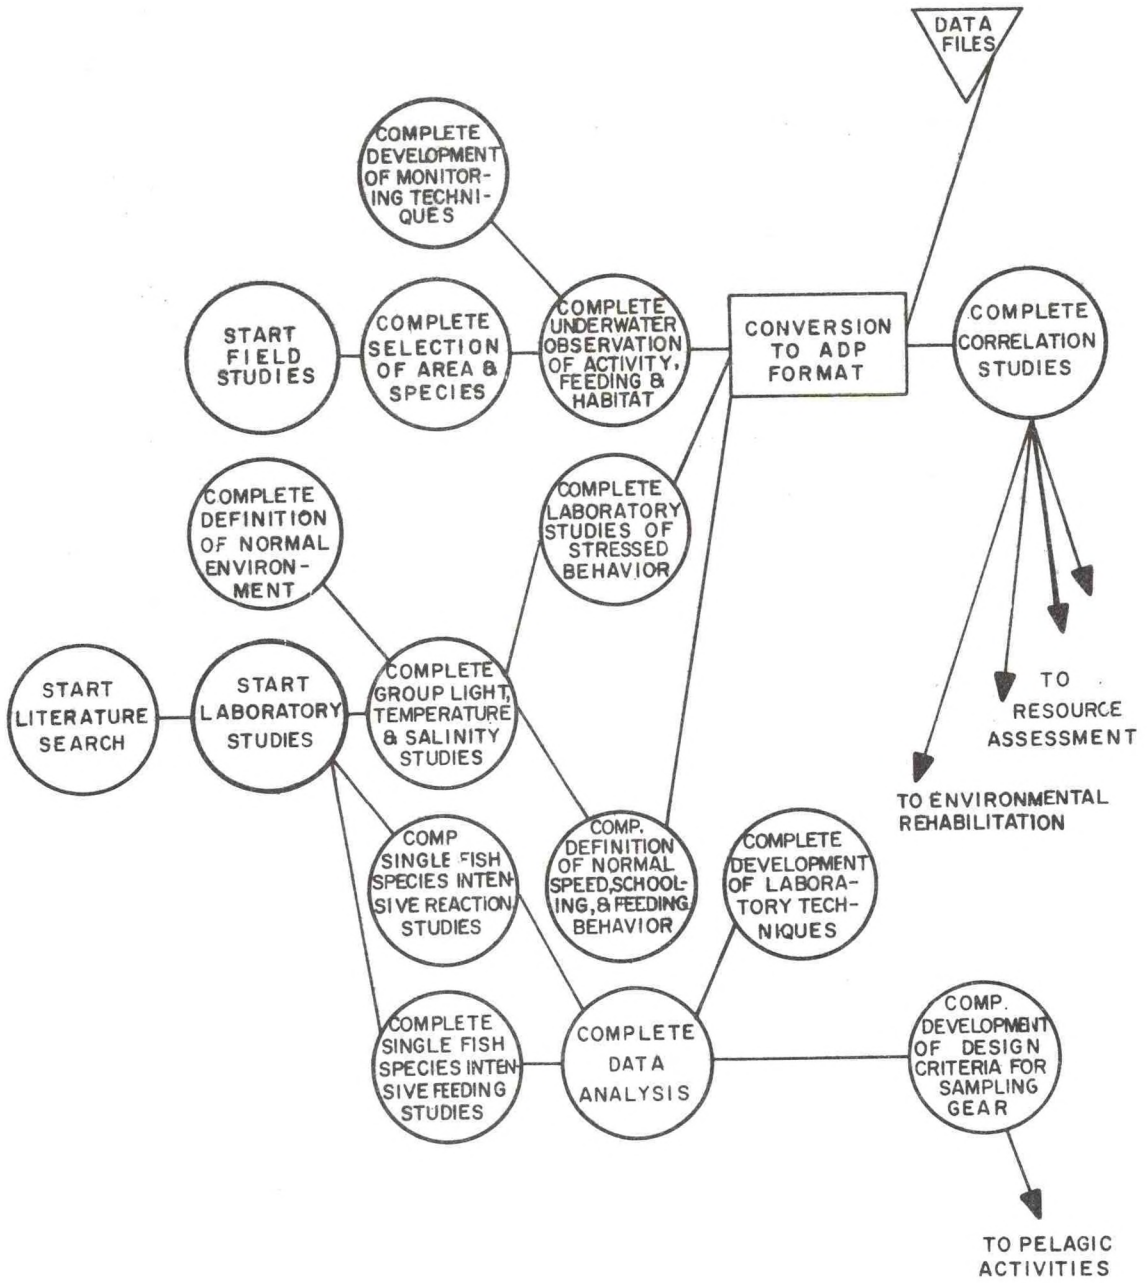 DATA
FILES
COMPLETE
DEVELOPMENT
OF MONITOR-
ING TECHNI-
QUES
START
FIELD
STUDIES
COMPLETE
SELECTION
OF AREA &
SPECIES
COMPLETE
UNDERWATER
OBSERVATION
OF ACTIVITY,
FEEDING &
HABITAT
CONVERSION
TO ADP
FORMAT
COMPLETE
CORRELATION
STUDIES
COMPLETE
DEFINITION
OF NORMAL
ENVIRON-
MENT
COMPLETE
LABORATORY
STUDIES OF
STRESSED
BEHAVIOR
START
LITERATURE
SEARCH
START
LABORATORY
STUDIES
COMPLETE
GROUP LIGHT,
TEMPERATURE
& SALINITY
STUDIES
TO
RESOURCE
ASSESSMENT
TO ENVIRONMENTAL
REHABILITATION
COMP
SINGLE FISH
SPECIES INTEN-
SIVE REACTION
STUDIES
COMP.
DEFINITION
OF NORMAL
SPEED, SCHOOL-
ING, & FEEDING
BEHAVIOR
COMPLETE
DEVELOPMENT
OF LABORA-
TORY TECH-
NIQUES
COMPLETE
SINGLE FISH
SPECIES INTEN-
SIVE FEEDING
STUDIES
COMPLETE
DATA
ANALYSIS
COMP.
DEVELOPMENT
OF DESIGN
CRITERIA FOR
SAMPLING
GEAR
TO PELAGIC
ACTIVITIES